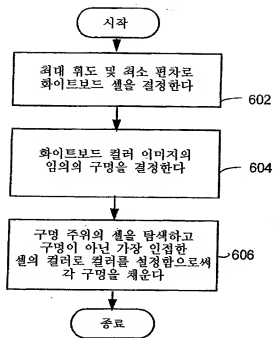 시작
최대 휘도 및 최소 편차로
화이트보드 셀을 결정한다
602
화이트보드 컬러 이미지의
임의의 구멍을 결정한다
604
구멍 주위의 셀을 탐색하고
구멍이 아닌 가장 인접한
셀의 컬러로 컬러를 설정함으로써
각 구멍을 채운다
606
종료